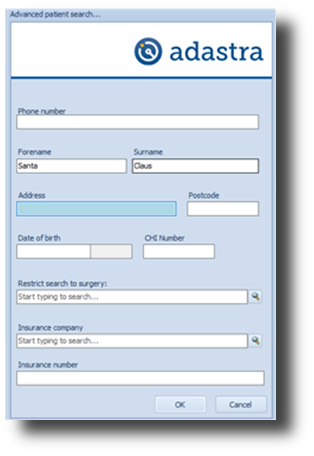 Advanced patient search...
adastra
Phone number
Forename Surname
Santa Claus
Address Postcode
Date of birth CHI Number
Restrict search to surgery:
Start typing to search...
Insurance company
Start typing to search...
Insurance number
OK Cancel